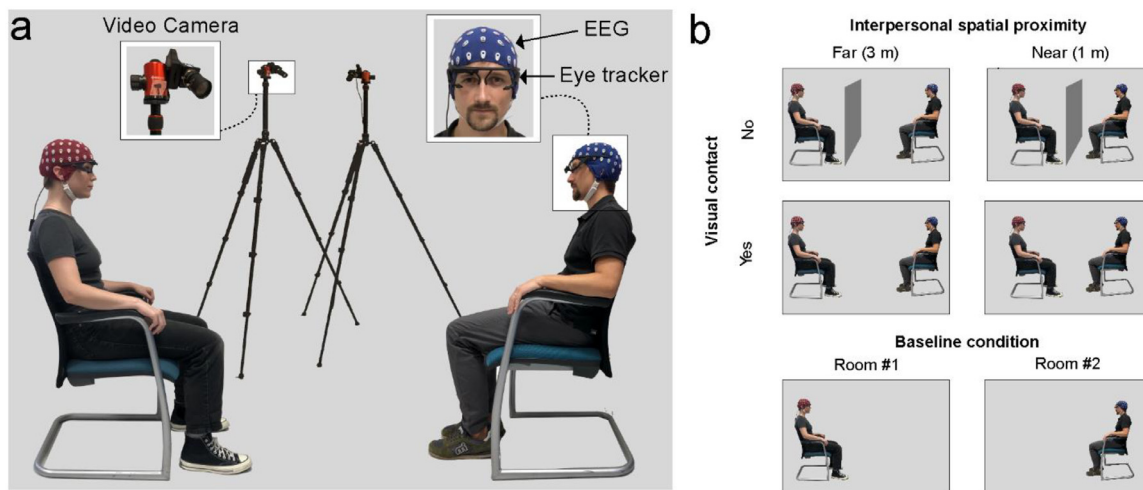 a
Video Camera
EEG
Eye tracker
b
Interpersonal spatial proximity
Far (3 m)
Near (1 m)
Visual contact
No
Yes
Baseline condition
Room #1
Room #2